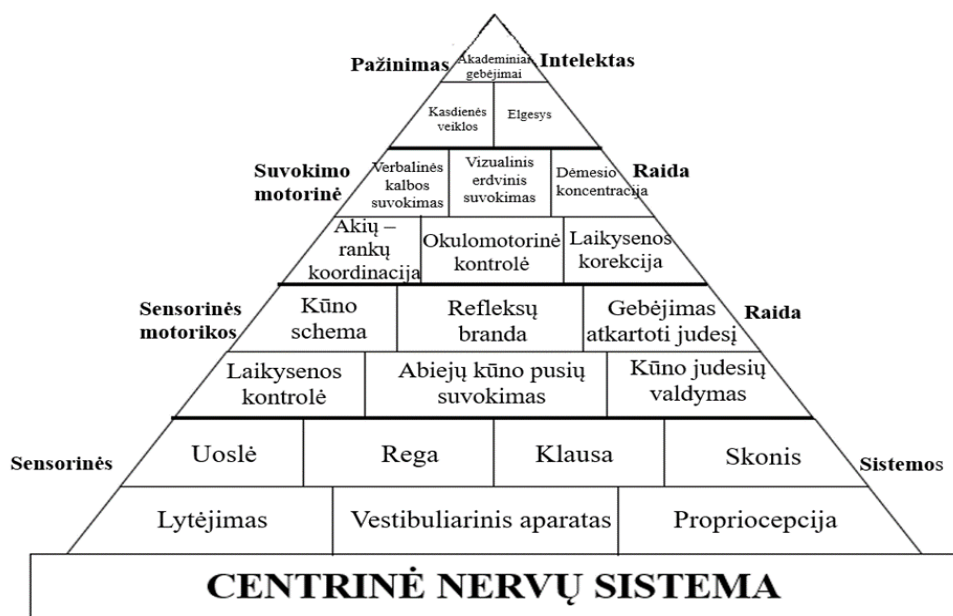 Pažinimas
Akademiniai
gebėjimai
Intelektas
Kasdienės
veiklos
Elgesys
Suvokimo
motorinė
Verbalinės
kalbos
suvokimas
Vizualinis
erdvinis
suvokimas
Dėmesio
koncentracija
Raida
Akių –
rankų
koordinacija
Okulomotorinė
kontrolė
Laikysenos
korekcija
Sensorinės
motorikos
Kūno
schema
Refleksų
branda
Gebėjimas
atkartoti judesį
Raida
Laikysenos
kontrolė
Abiejų kūno pusių
suvokimas
Kūno judesių
valdymas
Sensorinės
Uoslė
Rega
Klausa
Skonis
Sistemos
Lytėjimas
Vestibuliarinis aparatas
Propriocepcija
CENTRINĖ NERVŲ SISTEMA